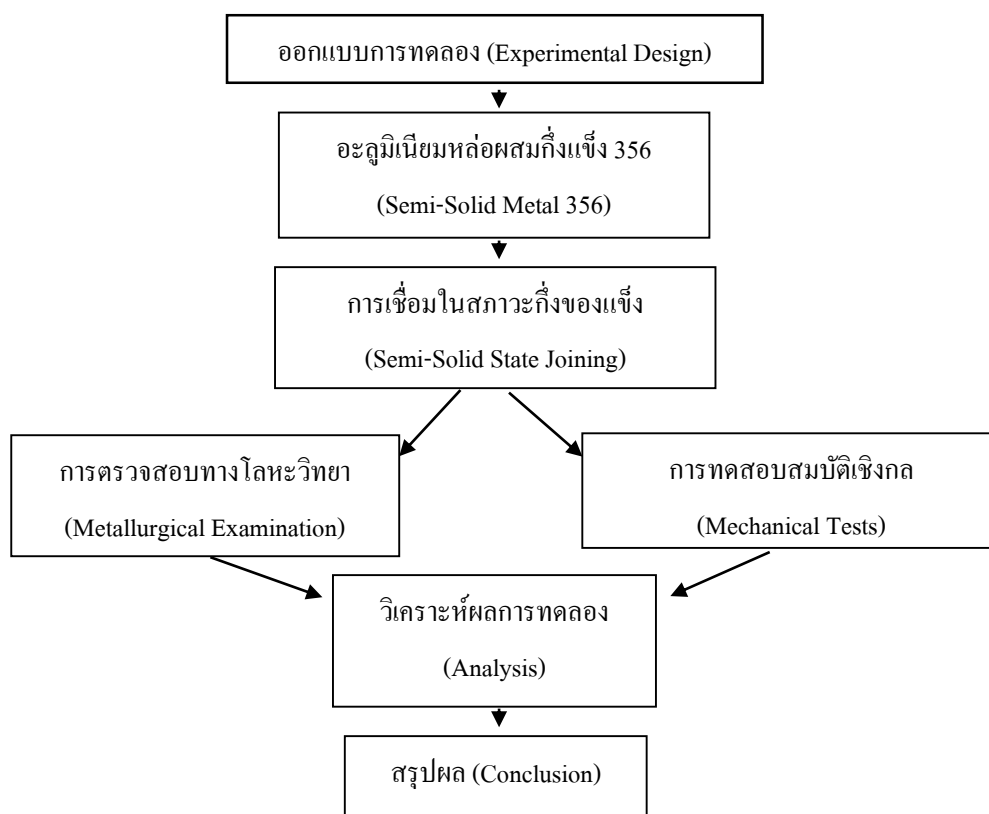 ออกแบบการทดลอง (Experimental Design)
อะลูมิเนียมหล่อผสมกึ่งแข็ง 356
(Semi-Solid Metal 356)
การเชื่อมในสภาวะกึ่งของแข็ง
(Semi-Solid State Joining)
การตรวจสอบทางโลหะวิทยา
(Metallurgical Examination)
การทดสอบสมบัติเชิงกล
(Mechanical Tests)
วิเคราะห์ผลการทดลอง
(Analysis)
สรุปผล (Conclusion)